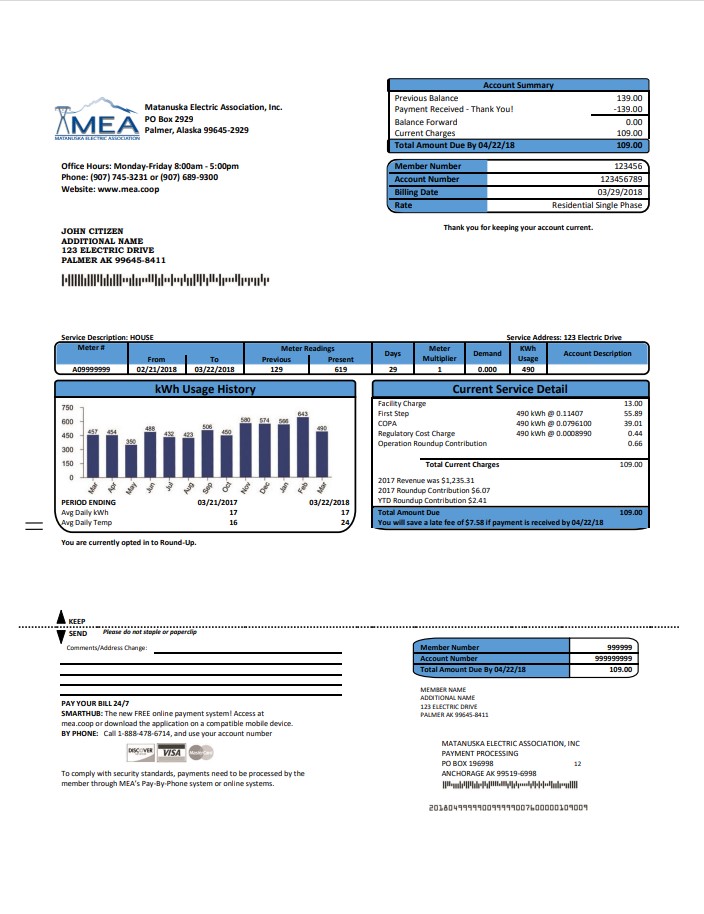 MEA
MATANUSKA ELECTRIC ASSOCIATION
Matanuska Electric Association, Inc.
PO Box 2929
Palmer, Alaska 99645-2929
Office Hours: Monday-Friday 8:00am - 5:00pm
Phone: (907) 745-3231 or (907) 689-9300
Website: www.mea.coop
Account Summary
Previous Balance 139.00
Payment Received - Thank You! -139.00
Balance Forward 0.00
Current Charges 109.00
Total Amount Due By 04/22/18 109.00
Member Number 123456
Account Number 123456789
Billing Date 03/29/2018
Rate Residential Single Phase
Thank you for keeping your account current.
JOHN CITIZEN
ADDITIONAL NAME
123 ELECTRIC DRIVE
PALMER AK 99645-8411
Service Description: HOUSE Service Address: 123 Electric Drive
Meter # Meter Readings Days Meter Multiplier Demand KWh Usage Account Description
From To Previous Present
A09999999 02/21/2018 03/22/2018 129 619 29 1 0.000 490
kWh Usage History
750
600
450
300
150
0
457 454 350 488 432 423 506 450 580 574 566 643 490
Mar Apr May Jun Jul Aug Sep Oct Nov Dec Jan Feb Mar
PERIOD ENDING 03/21/2017 03/22/2018
Avg Daily kWh 17 17
Avg Daily Temp 16 24
You are currently opted in to Round-Up.
Current Service Detail
Facility Charge 13.00
First Step 490 kWh @ 0.11407 55.89
COPA 490 kWh @ 0.0796100 39.01
Regulatory Cost Charge 490 kWh @ 0.0008990 0.44
Operation Roundup Contribution 0.66
Total Current Charges 109.00
2017 Revenue was $1,235.31
2017 Roundup Contribution $6.07
YTD Roundup Contribution $2.41
Total Amount Due 109.00
You will save a late fee of $7.58 if payment is received by 04/22/18
KEEP
SEND Please do not staple or paperclip
Comments/Address Change:
PAY YOUR BILL 24/7
SMARTHUB: The new FREE online payment system! Access at
mea.coop or download the application on a compatible mobile device.
BY PHONE: Call 1-888-478-6714, and use your account number
DISCOVER VISA MasterCard
To comply with security standards, payments need to be processed by the
member through MEA's Pay-By-Phone system or online systems.
Member Number 999999
Account Number 999999999
Total Amount Due By 04/22/18 109.00
MEMBER NAME
ADDITIONAL NAME
123 ELECTRIC DRIVE
PALMER AK 99645-8411
MATANUSKA ELECTRIC ASSOCIATION, INC
PAYMENT PROCESSING
PO BOX 196998 12
ANCHORAGE AK 99519-6998